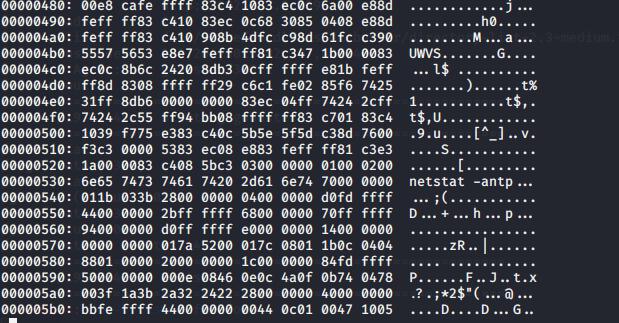 00000480: 00e8 cafe ffff 83c4 1083 ec0c 6a00 e88d ............j...
00000490: feff ff83 c410 83ec 0c68 3085 0408 e88d .........h0.....
000004a0: feff ff83 c410 908b 4dfc c98d 61fc c390 ........M...a...
000004b0: 5557 5653 e8e7 feff ff81 c347 1b00 0083 UWVS.......G....
000004c0: ec0c 8b6c 2420 8db3 0cff ffff e81b feff ...l$ ..........
000004d0: ff8d 8308 ffff ff29 c6c1 fe02 85f6 7425 .......)......t%
000004e0: 31ff 8db6 0000 0000 83ec 04ff 7424 2cff 1...........t$,.
000004f0: 7424 2c55 ff94 bb08 ffff ff83 c701 83c4 t$,U............
00000500: 1039 f775 e383 c40c 5b5e 5f5d c38d 7600 .9.u....[^_]..v.
00000510: f3c3 0000 5383 ec08 e883 feff ff81 c3e3 ....S...........
00000520: 1a00 0083 c408 5bc3 0300 0000 0100 0200 ......[.........
00000530: 6e65 7473 7461 7420 2d61 6e74 7000 0000 netstat -antp...
00000540: 011b 033b 2800 0000 0400 0000 d0fd ffff ...;(...........
00000550: 4400 0000 2bff ffff 6800 0000 70ff ffff D...+...h...p...
00000560: 9400 0000 d0ff ffff e000 0000 1400 0000 ................
00000570: 0000 0000 017a 5200 017c 0801 1b0c 0404 .....zR..|......
00000580: 8801 0000 2000 0000 1c00 0000 84fd ffff .... ...........
00000590: 5000 0000 000e 0846 0e0c 4a0f 0b74 0478 P......F..J..t.x
000005a0: 003f 1a3b 2a32 2422 2800 0000 4000 0000 .?.;*2$"(...@...
000005b0: bbfe ffff 4400 0000 0044 0c01 0047 1005 ....D....D...G..